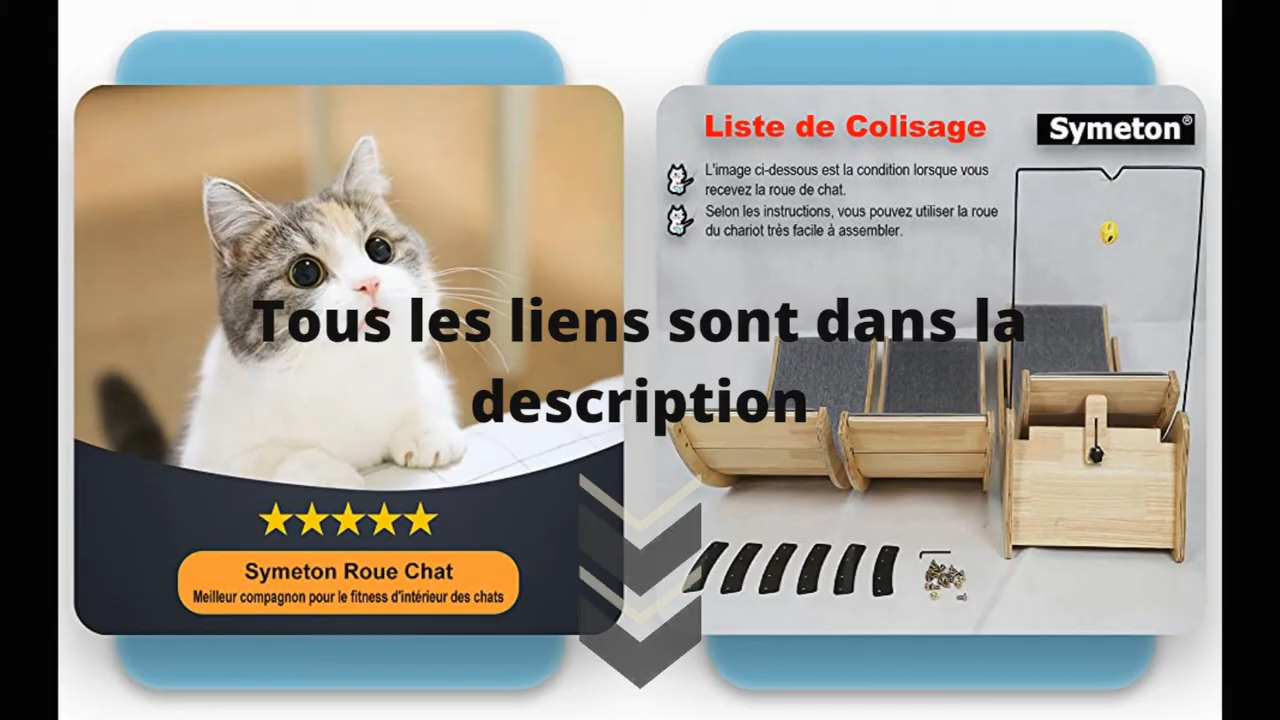 Liste de Colisage
Symeton®
L'image ci-dessous est la condition lorsque vous
recevez la roue de chat.
Selon les instructions, vous pouvez utiliser la roue
du chariot très facile à assembler.
Tous les liens sont dans la
description
Symeton Roue Chat
Meilleur compagnon pour le fitness d'intérieur des chats